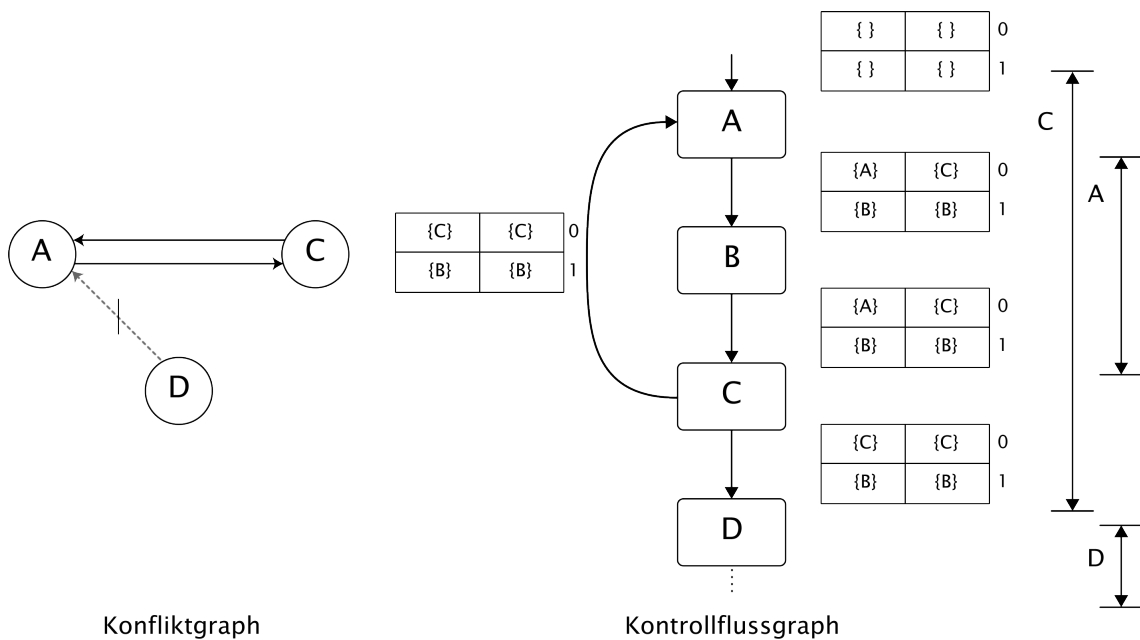 { } { } 0
{ } { } 1
A
C
{A} {C} 0
{B} {B} 1
A
{C} {C} 0
{B} {B} 1
A
C
B
{A} {C} 0
{B} {B} 1
D
C
{C} {C} 0
{B} {B} 1
D
D
Konfliktgraph
Kontrollflussgraph